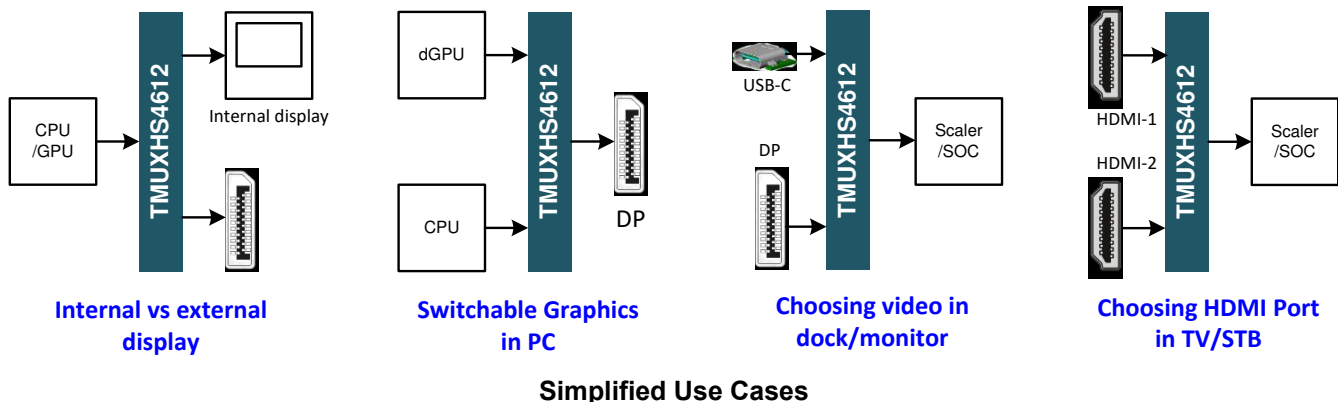 CPU
/GPU
TMUXHS4612
Internal display
Internal vs external
display
dGPU
CPU
TMUXHS4612
DP
Switchable Graphics
in PC
USB-C
DP
TMUXHS4612
Scaler
/SOC
Choosing video in
dock/monitor
HDMI-1
HDMI-2
TMUXHS4612
Scaler
/SOC
Choosing HDMI Port
in TV/STB
Simplified Use Cases